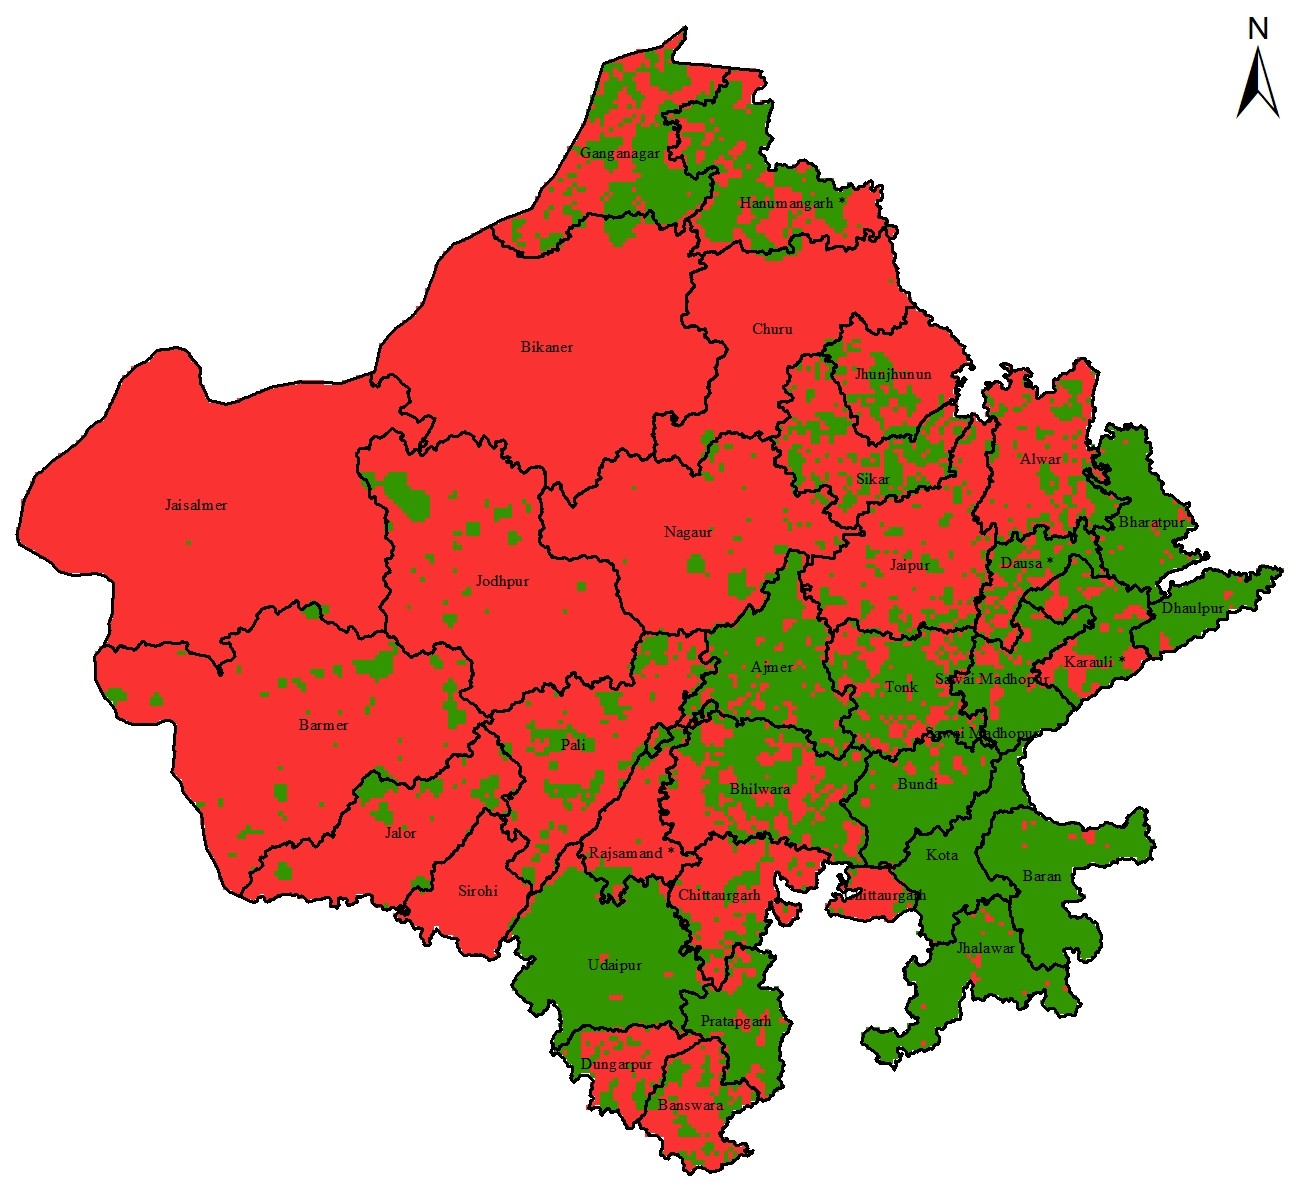 N
Ganganagar
Hanumangarh *
Churu
Bikaner
Jhunjhunun
Alwar
Sikar
Jaisalmer
Bharatpur
Nagaur
Dausa *
Jaipur
Jodhpur
Dhaulpur
Karauli *
Ajmer
Sawai Madhopur
Tonk
Barmer
Sawai Madhopur
Pali
Bundi
Bhilwara
Jalor
Rajsamand *
Kota
Baran
Sirohi
Chittaurgarh
Chittaurgarh
Jhalawar
Udaipur
Pratapgarh
Dungarpur
Banswara